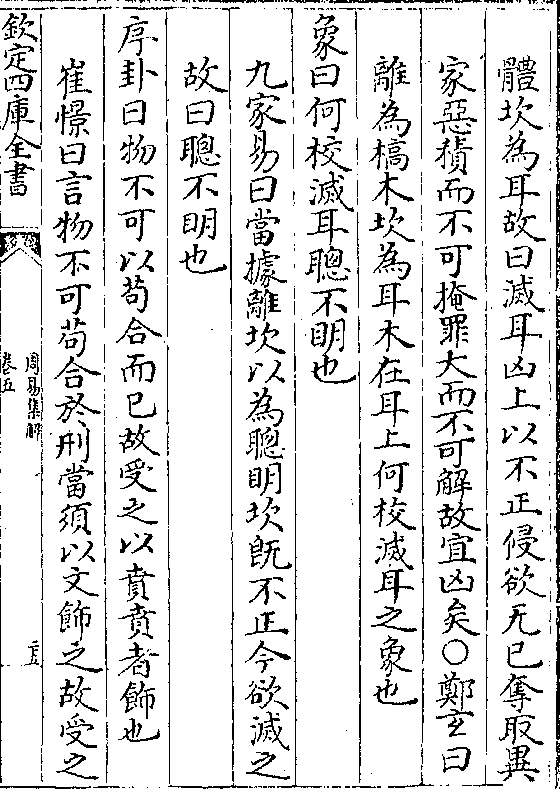 體坎為耳故曰滅耳凶上以不正侵欲无已奪取異
家惡積而不可掩罪大而不可解故宜凶矣○鄭玄曰
離為槁木坎為耳木在耳上何校滅耳之象也
象曰何校滅耳聰不明也
九家易曰當據離坎以為聰明坎既不正今欲滅之
故曰聰不明也
序卦曰物不可以苟合而已故受之以賁賁者飾也
崔憬曰言物不可苟合於刑當須以文飾之故受之
欽定四庫全書
周易集解
卷五
二五